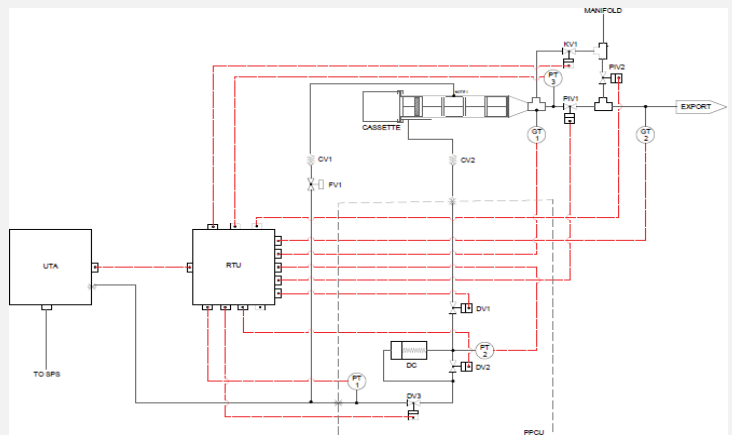 MANIFOLD
KV1
PIV2
PT
3
PIV1
EXPORT
CASSETTE
GT
1
GT
2
CV1
CV2
FV1
UTA
RTU
DV1
PT
2
DC
DV2
TO SPS
PT
1
DV3
PPCU